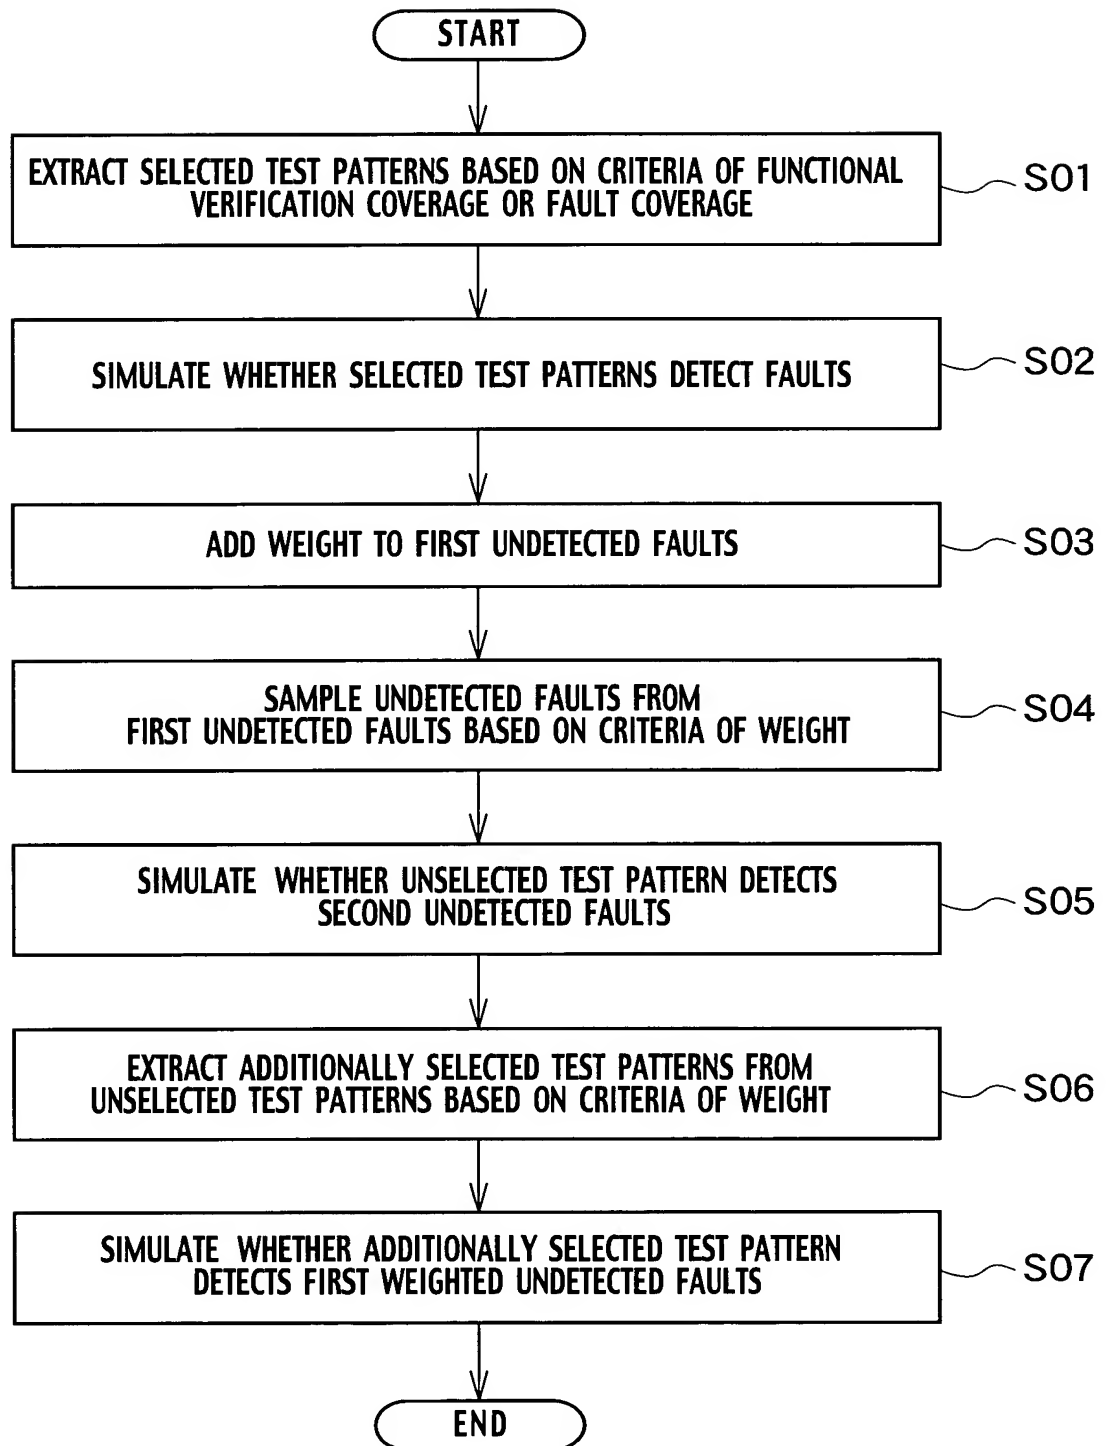 START
EXTRACT SELECTED TEST PATTERNS BASED ON CRITERIA OF FUNCTIONAL
VERIFICATION COVERAGE OR FAULT COVERAGE
S01
SIMULATE WHETHER SELECTED TEST PATTERNS DETECT FAULTS
S02
ADD WEIGHT TO FIRST UNDETECTED FAULTS
S03
SAMPLE UNDETECTED FAULTS FROM
FIRST UNDETECTED FAULTS BASED ON CRITERIA OF WEIGHT
S04
SIMULATE WHETHER UNSELECTED TEST PATTERN DETECTS
SECOND UNDETECTED FAULTS
S05
EXTRACT ADDITIONALLY SELECTED TEST PATTERNS FROM
UNSELECTED TEST PATTERNS BASED ON CRITERIA OF WEIGHT
S06
SIMULATE WHETHER ADDITIONALLY SELECTED TEST PATTERN
DETECTS FIRST WEIGHTED UNDETECTED FAULTS
S07
END